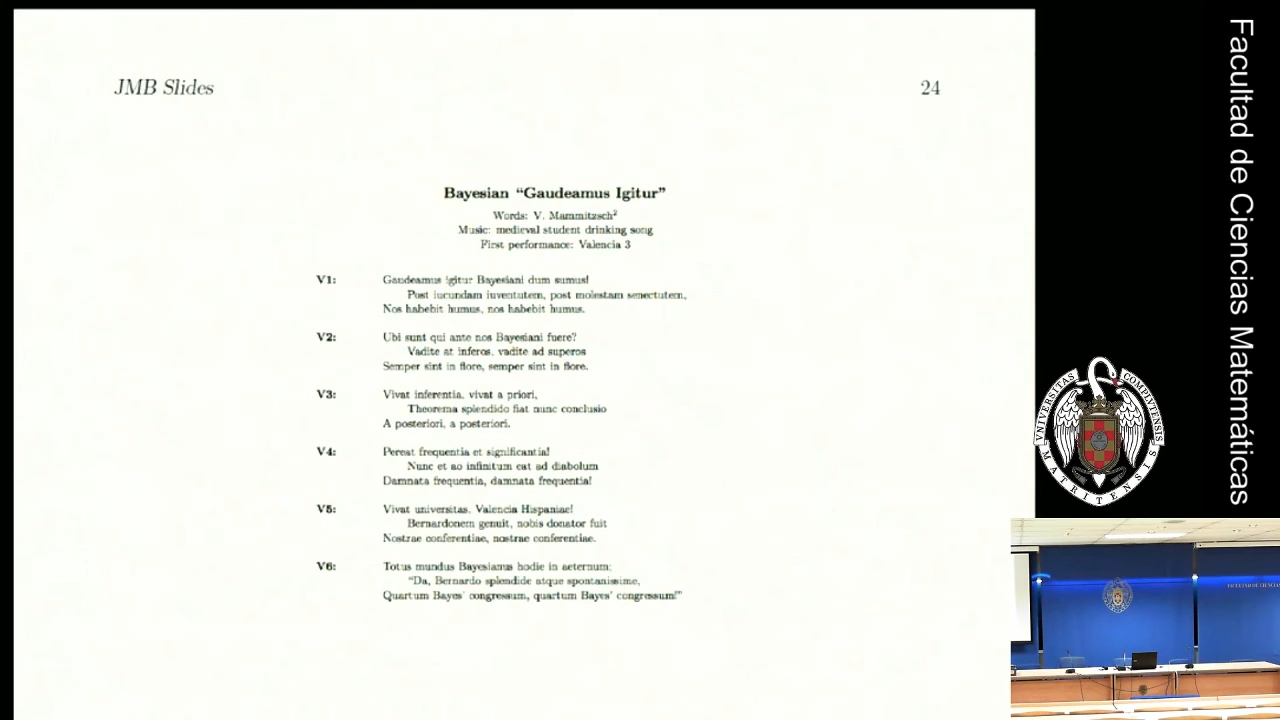 JMB Slides
24
Bayesian “Gaudeamus Igitur”
Words: V. Mammitzsch²
Music: medieval student drinking song
First performance: Valencia 3
V1: Gaudeamus igitur Bayesiani dum sumus!
Post iucundam iuventutem, post molestam senectutem,
Nos habebit humus, nos habebit humus.
V2: Ubi sunt qui ante nos Bayesiani fuere?
Vadite at inferos, vadite ad superos
Semper sint in flore, semper sint in flore.
V3: Vivat inferentia, vivat a priori,
Theorema splendido fiat nunc conclusio
A posteriori, a posteriori.
V4: Pereat frequentia et significantia!
Nunc et ao infinitum eat ad diabolum
Damnata frequentia, damnata frequentia!
V5: Vivat universitas, Valencia Hispaniae!
Bernardonem genuit, nobis donator fuit
Nostrae conferentiae, nostrae conferentiae.
V6: Totus mundus Bayesianus hodie in aeternum:
“Da, Bernardo splendide atque spontanissime,
Quartum Bayes' congressum, quartum Bayes' congressum!”
Facultad de Ciencias Matemáticas
UNIVERSITAS COMPLUTENSIS
MATRITENSIS